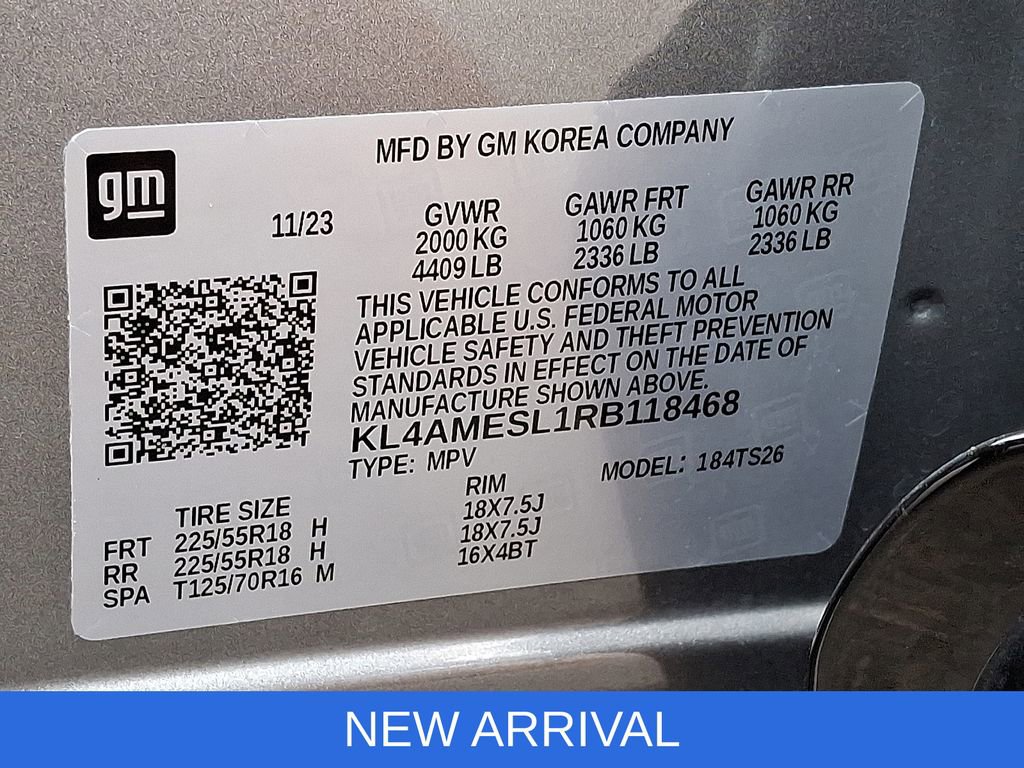 MFD BY GM KOREA COMPANY
gm
11/23
GVWR GAWR FRT GAWR RR
2000 KG 1060 KG 1060 KG
4409 LB 2336 LB 2336 LB
THIS VEHICLE CONFORMS TO ALL
APPLICABLE U.S. FEDERAL MOTOR
VEHICLE SAFETY AND THEFT PREVENTION
STANDARDS IN EFFECT ON THE DATE OF
MANUFACTURE SHOWN ABOVE.
KL4AMESL1RB118468
TYPE: MPV MODEL: 184TS26
TIRE SIZE RIM
FRT 225/55R18 H 18X7.5J
RR 225/55R18 H 18X7.5J
SPA T125/70R16 M 16X4BT
NEW ARRIVAL